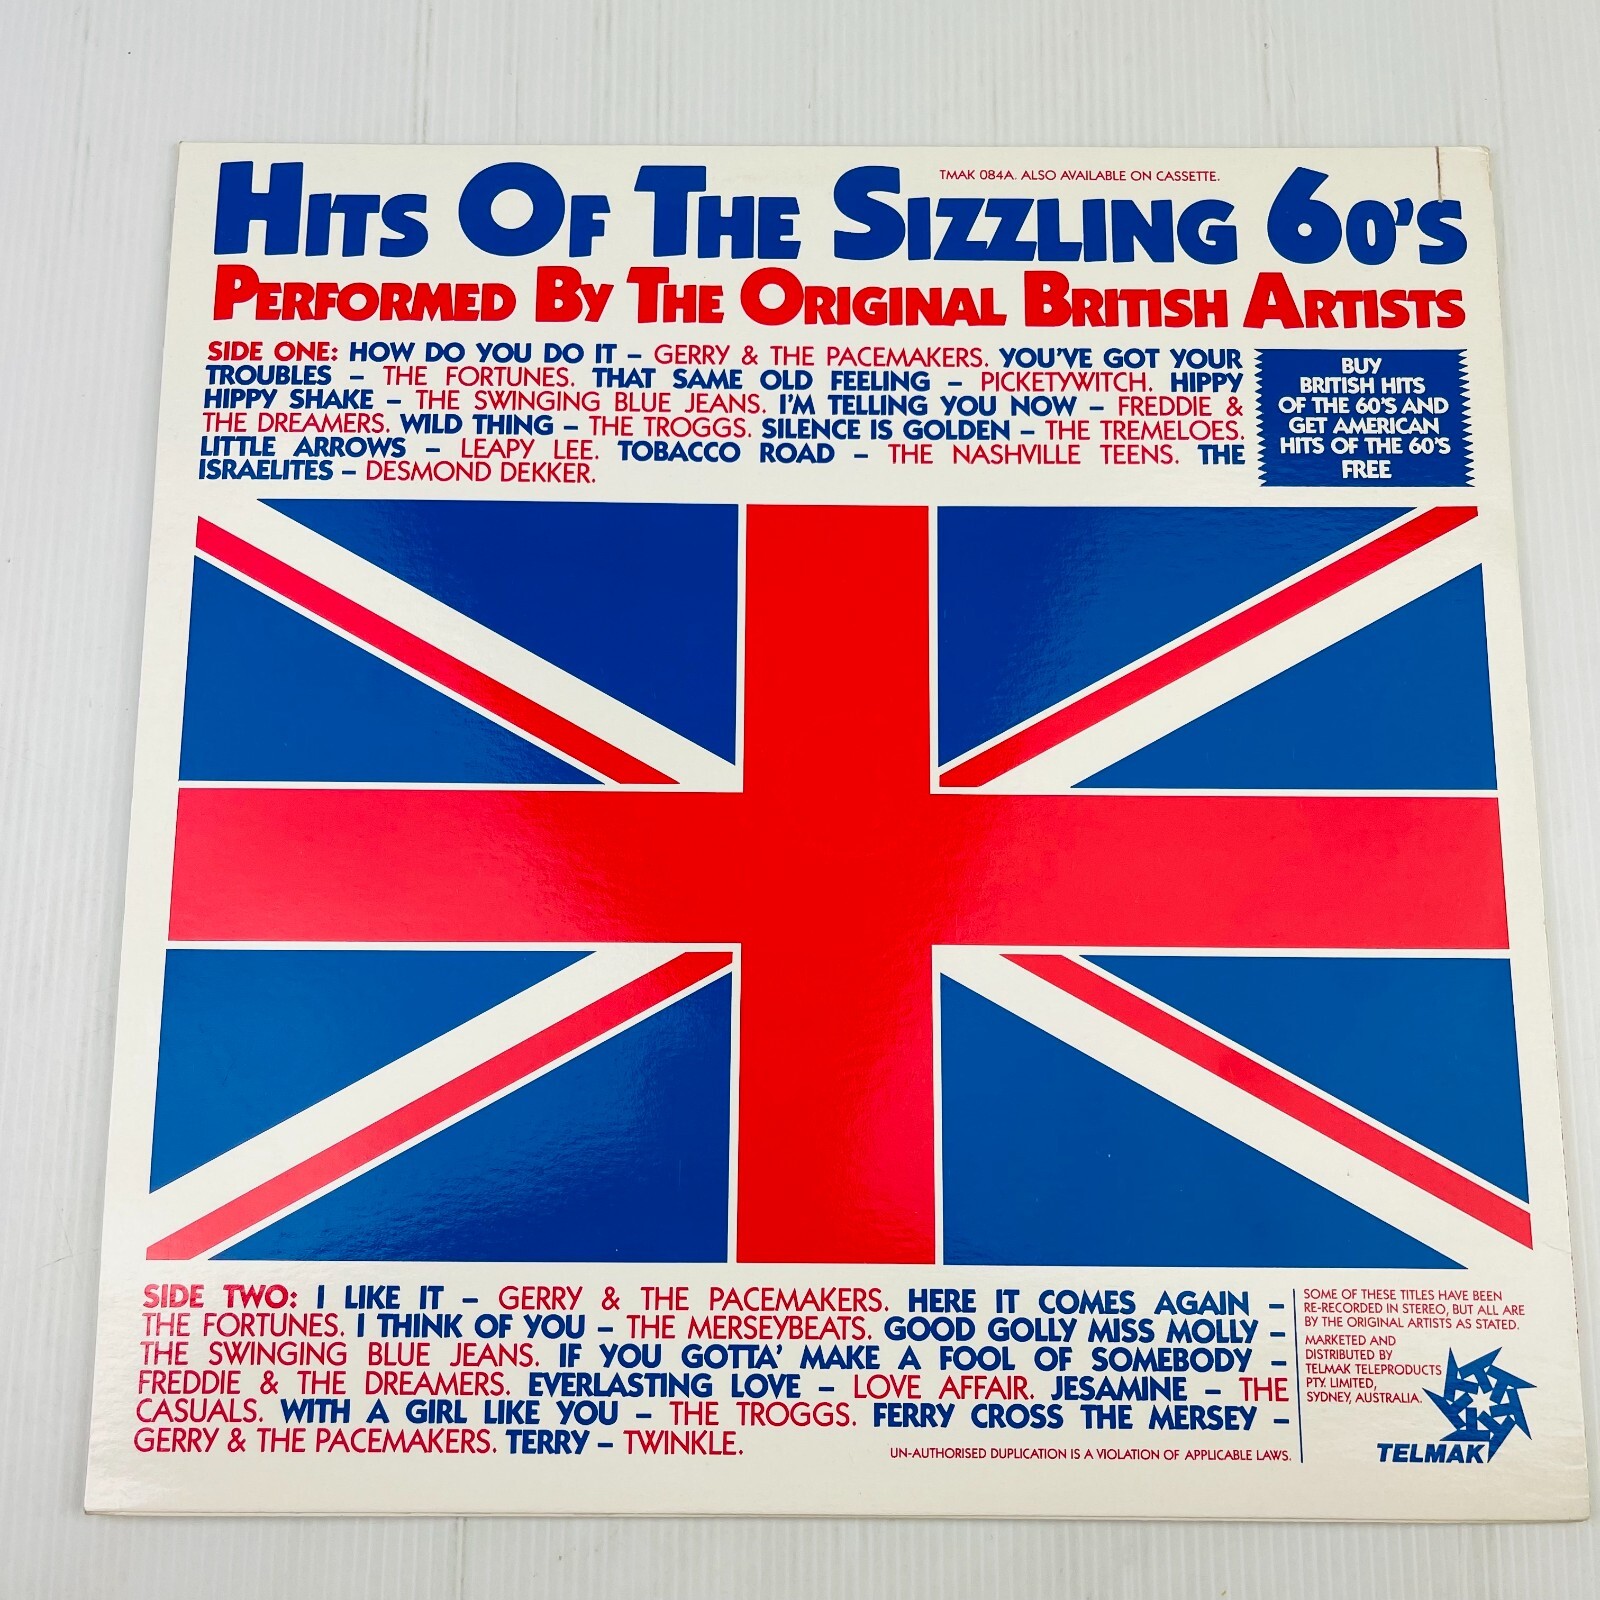 TMAK 084A. ALSO AVAILABLE ON CASSETTE.
HITS OF THE SIZZLING 60'S
PERFORMED BY THE ORIGINAL BRITISH ARTISTS
SIDE ONE: HOW DO YOU DO IT – GERRY & THE PACEMAKERS. YOU'VE GOT YOUR
TROUBLES – THE FORTUNES. THAT SAME OLD FEELING – PICKETYWITCH. HIPPY
HIPPY SHAKE – THE SWINGING BLUE JEANS. I'M TELLING YOU NOW – FREDDIE &
THE DREAMERS. WILD THING – THE TROGGS. SILENCE IS GOLDEN – THE TREMELOES.
LITTLE ARROWS – LEAPY LEE. TOBACCO ROAD – THE NASHVILLE TEENS. THE
ISRAELITES – DESMOND DEKKER.
BUY
BRITISH HITS
OF THE 60'S AND
GET AMERICAN
HITS OF THE 60'S
FREE
SIDE TWO: I LIKE IT – GERRY & THE PACEMAKERS. HERE IT COMES AGAIN –
THE FORTUNES. I THINK OF YOU – THE MERSEYBEATS. GOOD GOLLY MISS MOLLY –
THE SWINGING BLUE JEANS. IF YOU GOTTA' MAKE A FOOL OF SOMEBODY –
FREDDIE & THE DREAMERS. EVERLASTING LOVE – LOVE AFFAIR. JESAMINE – THE
CASUALS. WITH A GIRL LIKE YOU – THE TROGGS. FERRY CROSS THE MERSEY –
GERRY & THE PACEMAKERS. TERRY – TWINKLE.
UN-AUTHORISED DUPLICATION IS A VIOLATION OF APPLICABLE LAWS.
SOME OF THESE TITLES HAVE BEEN
RE-RECORDED IN STEREO, BUT ALL ARE
BY THE ORIGINAL ARTISTS AS STATED.
MARKETED AND
DISTRIBUTED BY
TELMAK TELEPRODUCTS
PTY. LIMITED,
SYDNEY, AUSTRALIA.
TELMAK